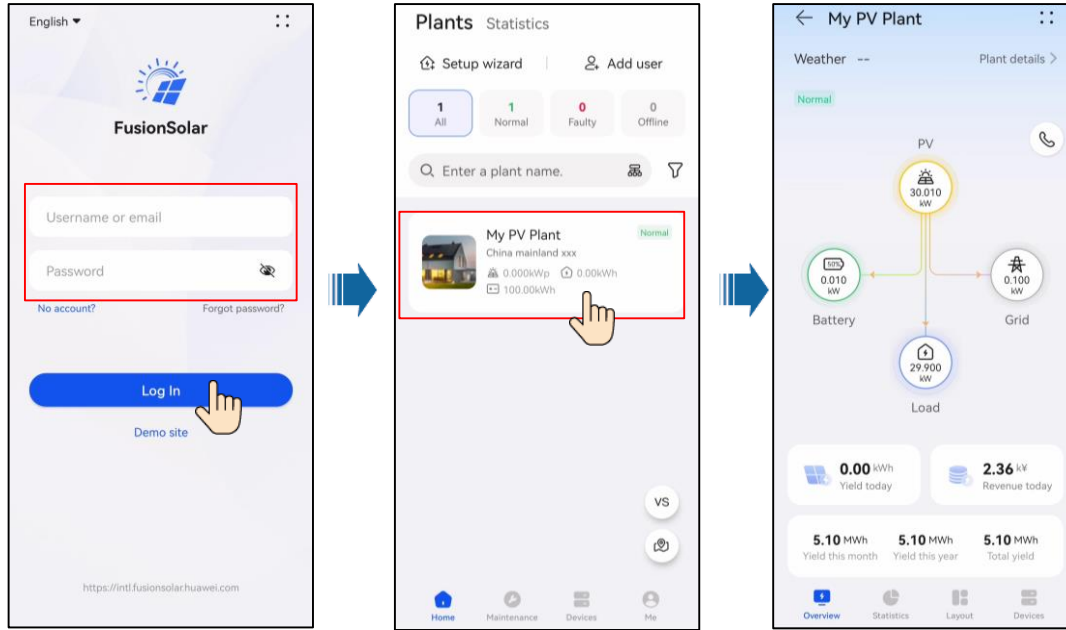 English
FusionSolar
Username or email
Password
No account? Forgot password?
Log In
Demo site
https://intl.fusionsolar.huawei.com
Plants Statistics
Setup wizard Add user
1 1 0 0
All Normal Faulty Offline
Enter a plant name.
My PV Plant Normal
China mainland xxx
0.000kWp 0.00kWh
100.00kWh
VS
Home Maintenance Devices Me
My PV Plant
Weather -- Plant details >
Normal
PV
30.010
kW
50%
0.010
kW
0.100
kW
Battery Grid
29.900
kW
Load
0.00 kWh 2.36 k¥
Yield today Revenue today
5.10 MWh 5.10 MWh 5.10 MWh
Yield this month Yield this year Total yield
Overview Statistics Layout Devices